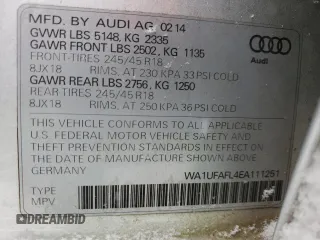 MFD. BY AUDI AG 02 14
GVWR LBS 5148, KG 2335
GAWR FRONT LBS 2502, KG 1135
FRONT-TIRES 245/45 R18
8JX18 RIMS, AT 230 KPA 33 PSI COLD
GAWR REAR LBS 2756, KG 1250
REAR TIRES 245/45 R18
8JX18 RIMS, AT 250 KPA 36 PSI COLD
Audi
THIS VEHICLE CONFORMS TO ALL APPLICABLE
U.S. FEDERAL MOTOR VEHICLE SAFETY AND
THEFT PREVENTION STANDARDS IN EFFECT ON
THE DATE OF MANUFACTURE SHOWN ABOVE
GERMANY
WA1UFAFL4EA111251
TYPE
MPV
DREAMBID